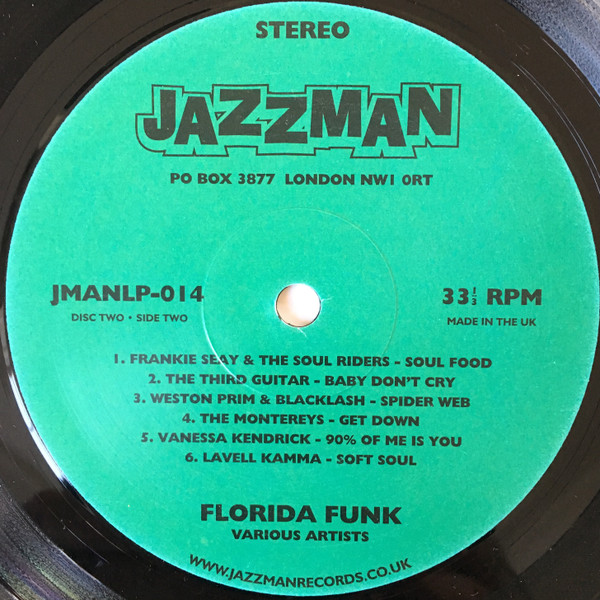 STEREO
JAZZMAN
PO BOX 3877 LONDON NW1 0RT
JMANLP-014
DISC TWO • SIDE TWO
33 1/3 RPM
MADE IN THE UK
1. FRANKIE SEAY & THE SOUL RIDERS - SOUL FOOD
2. THE THIRD GUITAR - BABY DON'T CRY
3. WESTON PRIM & BLACKLASH - SPIDER WEB
4. THE MONTEREYS - GET DOWN
5. VANESSA KENDRICK - 90% OF ME IS YOU
6. LAVELL KAMMA - SOFT SOUL
FLORIDA FUNK
VARIOUS ARTISTS
WWW.JAZZMANRECORDS.CO.UK